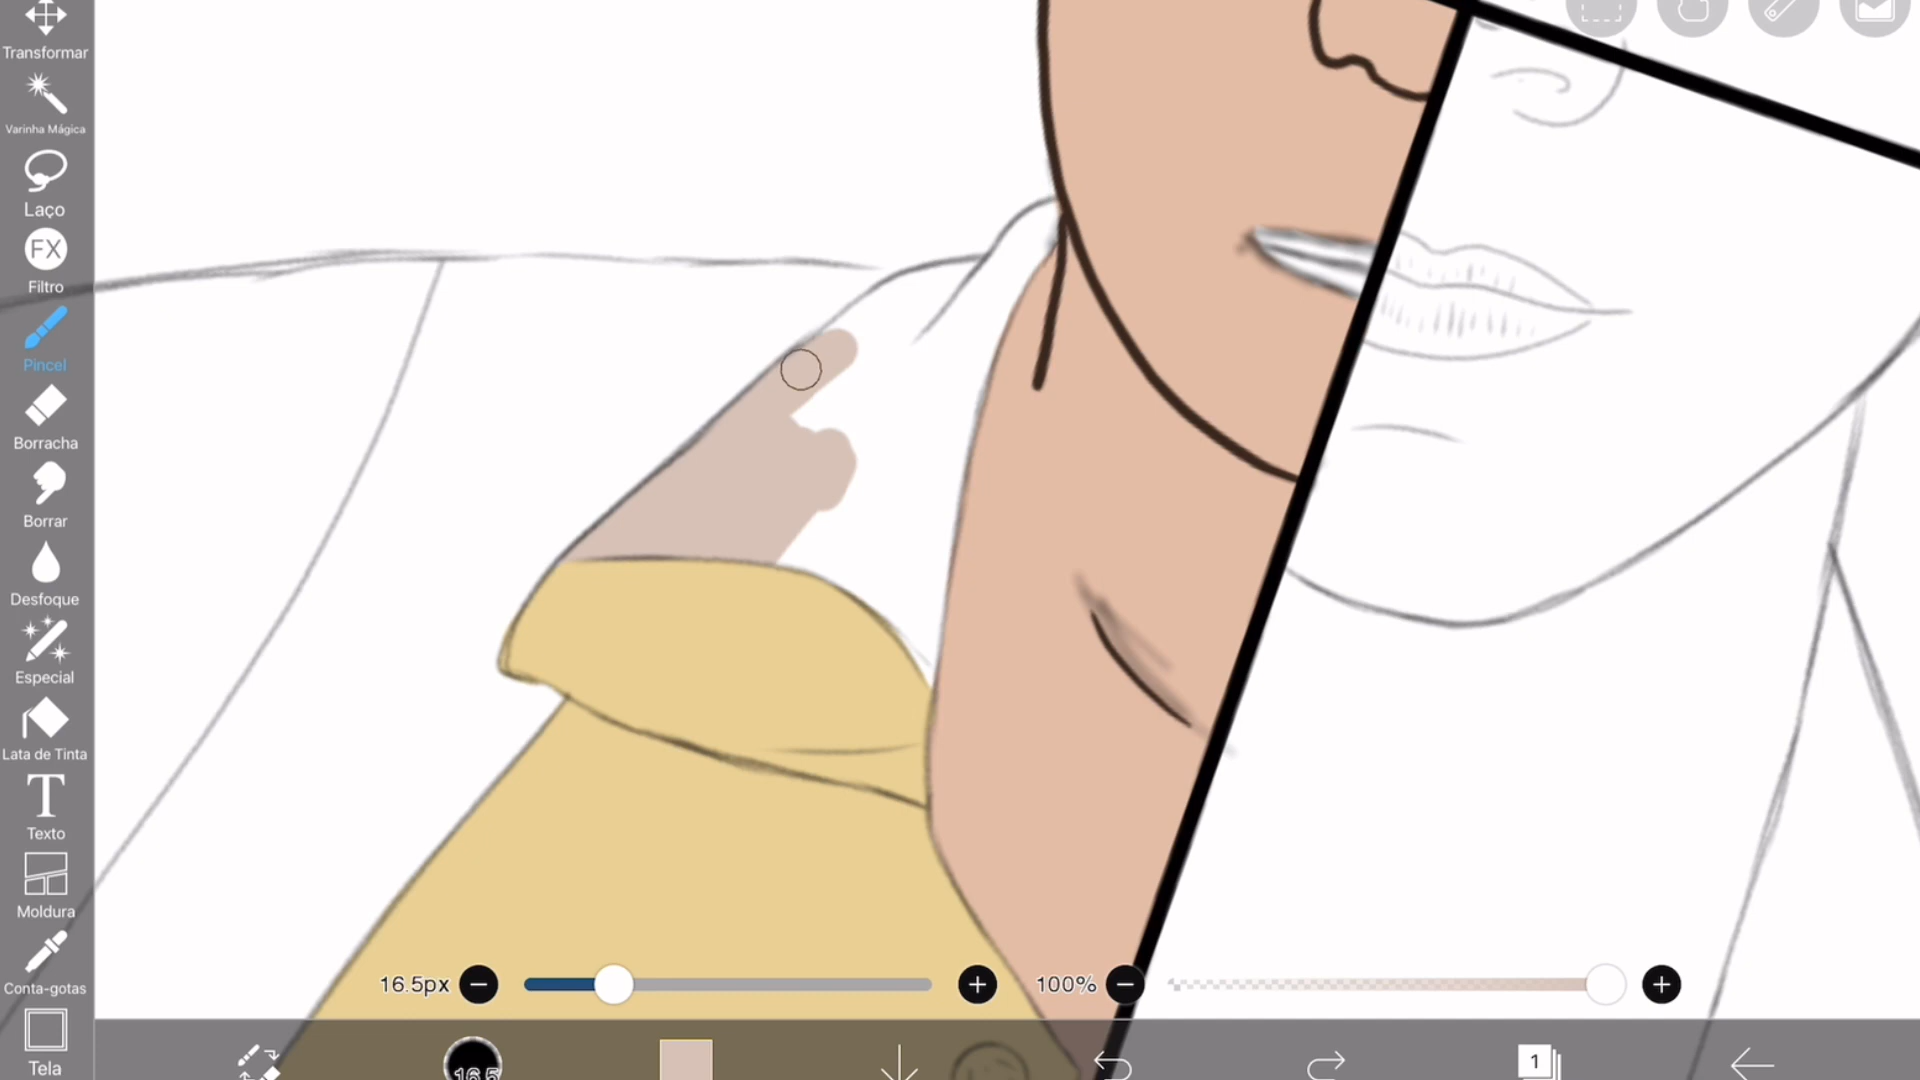 Transformar
Varinha Mágica
Laço
FX
Filtro
Pincel
Borracha
Borrar
Desfoque
Especial
Lata de Tinta
T
Texto
Moldura
Conta-gotas
Tela
16.5px
100%
16.5
1